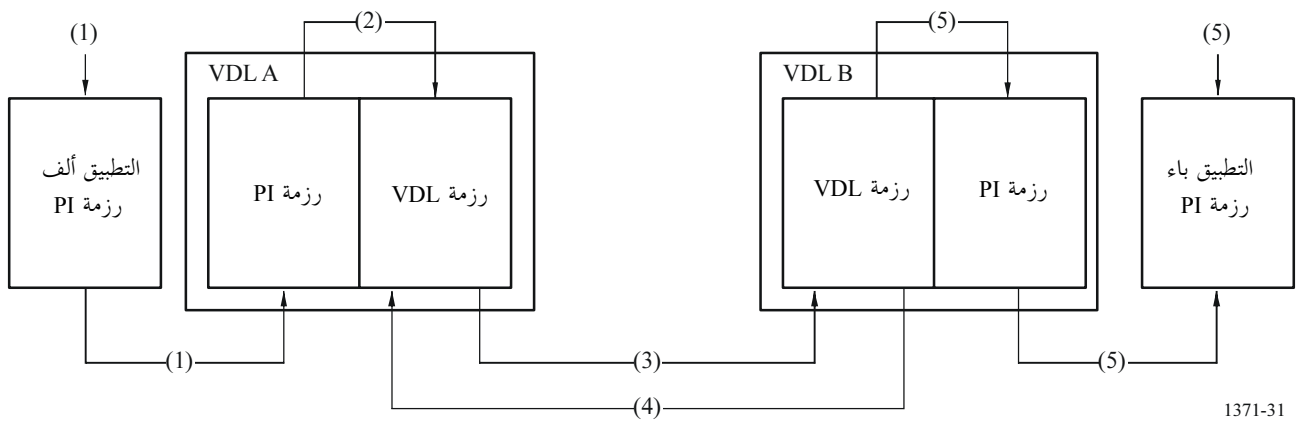 (2)
(5)
(1)
(5)
VDL A
VDL B
التطبيق ألف
رزمة PI
رزمة PI
رزمة VDL
رزمة VDL
رزمة PI
التطبيق باء
رزمة PI
(1)
(3)
(5)
(4)
1371-31